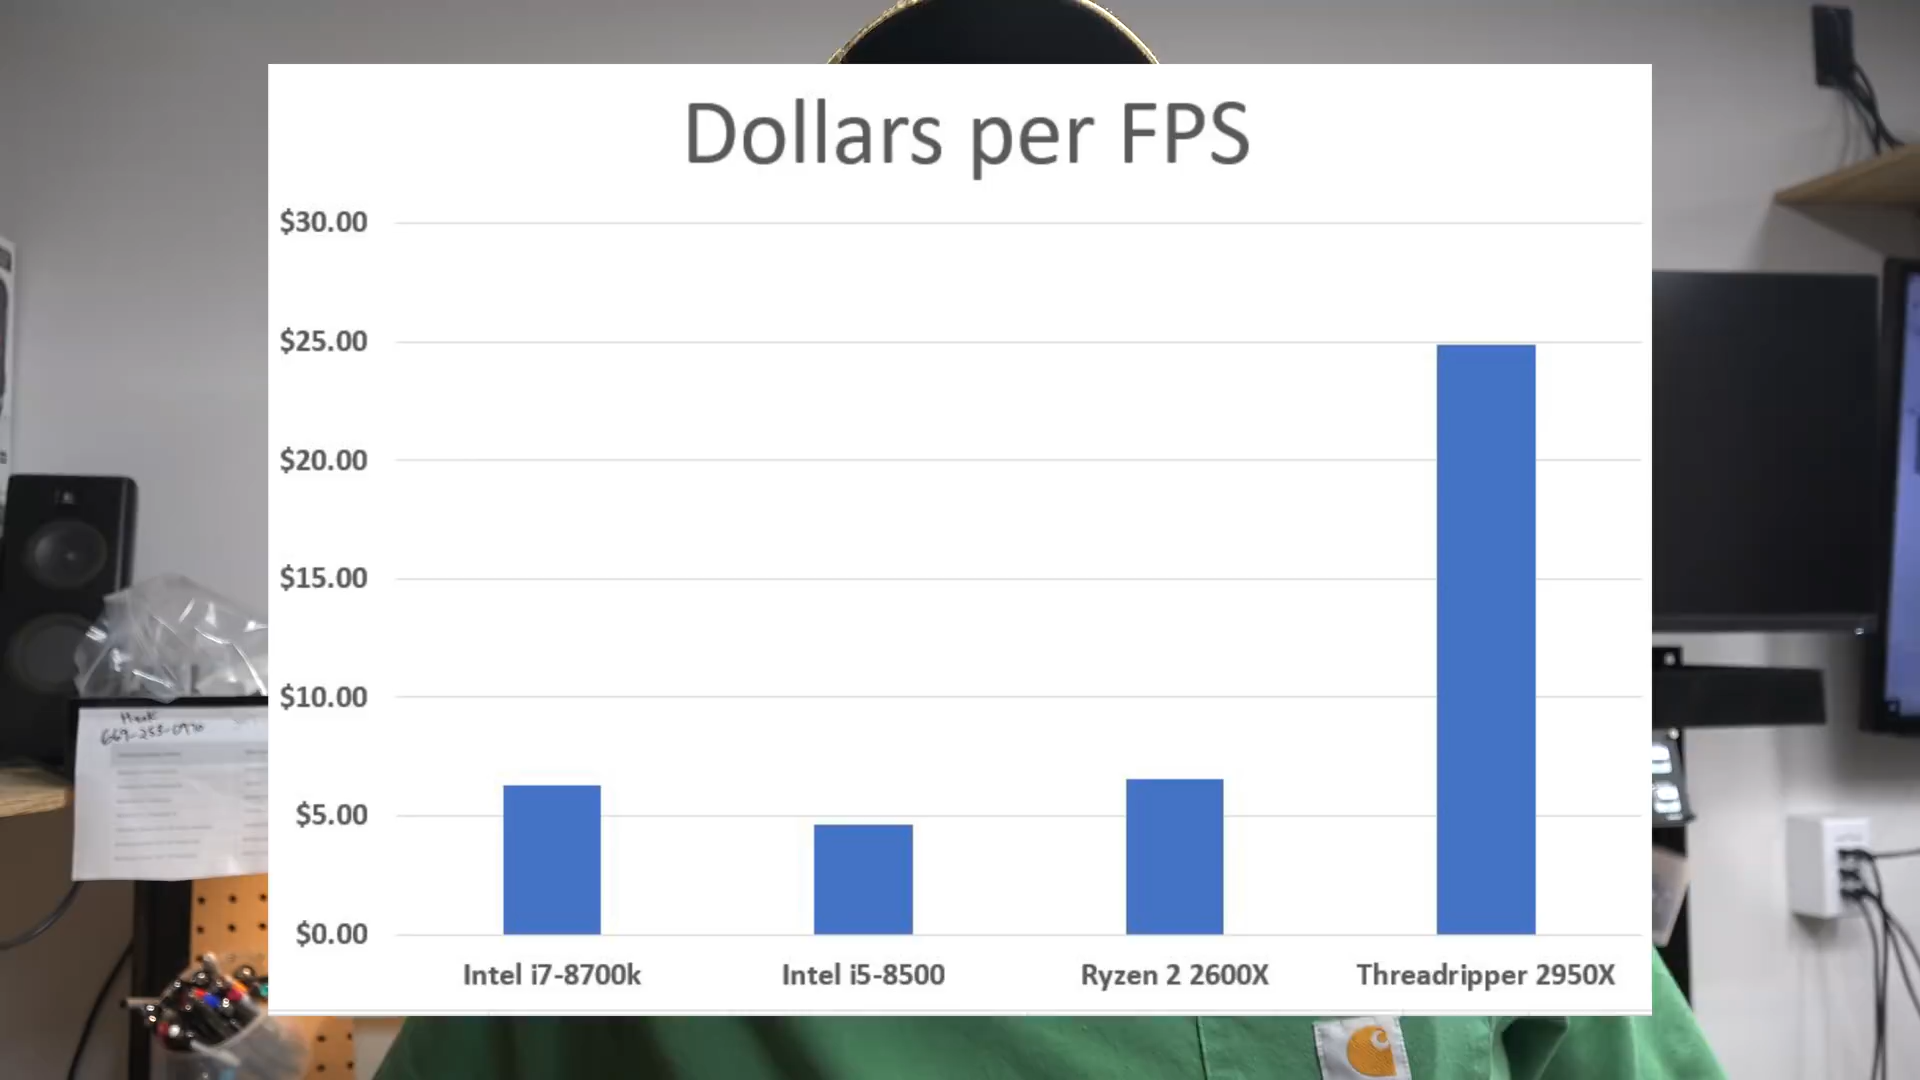 Dollars per FPS
$30.00
$25.00
$20.00
$15.00
$10.00
$5.00
$0.00
Intel i7-8700k
Intel i5-8500
Ryzen 2 2600X
Threadripper 2950X